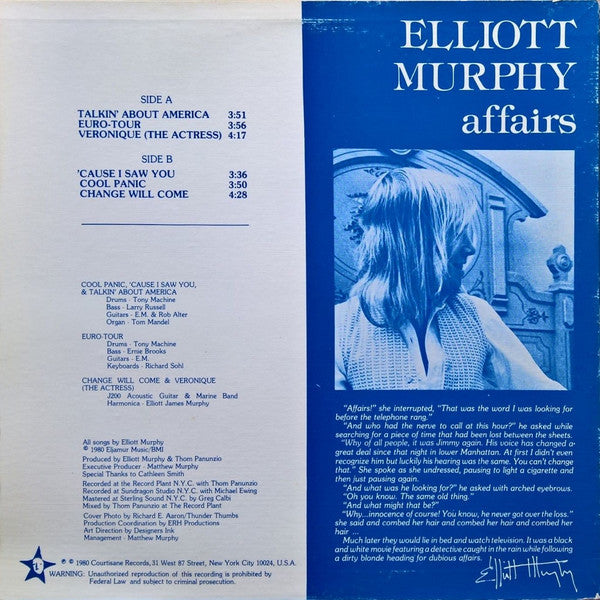 SIDE A
TALKIN' ABOUT AMERICA 3:51
EURO-TOUR 3:56
VERONIQUE (THE ACTRESS) 4:17
SIDE B
'CAUSE I SAW YOU 3:36
COOL PANIC 3:50
CHANGE WILL COME 4:28
COOL PANIC, 'CAUSE I SAW YOU,
& TALKIN' ABOUT AMERICA
Drums - Tony Machine
Bass - Larry Russell
Guitars - E.M. & Rob Alter
Organ - Tom Mandel
EURO-TOUR
Drums - Tony Machine
Bass - Ernie Brooks
Guitars - E.M.
Keyboards - Richard Sohl
CHANGE WILL COME & VERONIQUE
(THE ACTRESS)
J200 Acoustic Guitar & Marine Band
Harmonica - Elliott James Murphy
All songs by Elliott Murphy
© 1980 Eljamur Music/BMI
Produced by Elliott Murphy & Thom Panunzio
Executive Producer - Matthew Murphy
Special Thanks to Cathleen Smith
Recorded at the Record Plant N.Y.C. with Thom Panunzio
Recorded at Sundragon Studio N.Y.C. with Michael Ewing
Mastered at Sterling Sound N.Y.C. by Greg Calbi
Mixed by Thom Panunzio at The Record Plant
Cover Photo by Richard E. Aaron/Thunder Thumbs
Production Coordination by ERH Productions
Art Direction by Designers Ink
Management - Matthew Murphy
℗ © 1980 Courtisane Records, 31 West 87 Street, New York City 10024, U.S.A.
WARNING: Unauthorized reproduction of this recording is prohibited by
Federal Law and subject to criminal prosecution.
ELLIOTT
MURPHY
affairs
"Affairs!" she interrupted, "That was the word I was looking for
before the telephone rang."
"And who had the nerve to call at this hour?" he asked while
searching for a piece of time that had been lost between the sheets.
"Why of all people, it was Jimmy again. His voice has changed a
great deal since that night in lower Manhattan. At first I didn't even
recognize him but luckily his hearing was the same. You can't change
that." She spoke as she undressed, pausing to light a cigarette and
then just pausing again.
"And what was he looking for?" he asked with arched eyebrows.
"Oh you know. The same old thing."
"And what might that be?"
"Why...innocence of course! You know, he never got over the loss."
she said and combed her hair and combed her hair and combed her
hair ...
Much later they would lie in bed and watch television. It was a black
and white movie featuring a detective caught in the rain while following
a dirty blonde heading for dubious affairs.
Elliott Murphy